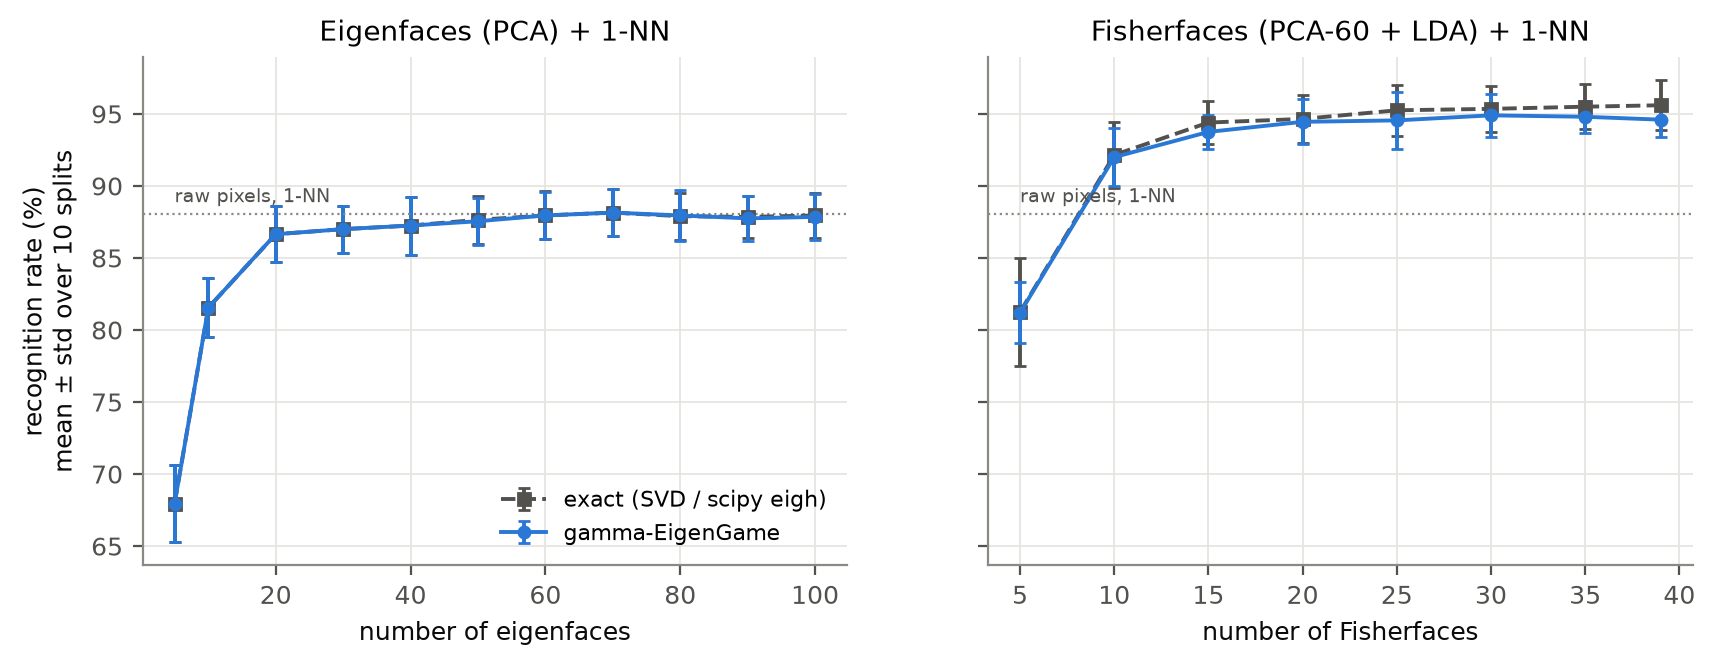 Eigenfaces (PCA) + 1-NN
recognition rate (%)
mean ± std over 10 splits
95
90
85
80
75
70
65
raw pixels, 1-NN
exact (SVD / scipy eigh)
gamma-EigenGame
20 40 60 80 100
number of eigenfaces
Fisherfaces (PCA-60 + LDA) + 1-NN
raw pixels, 1-NN
5 10 15 20 25 30 35 40
number of Fisherfaces